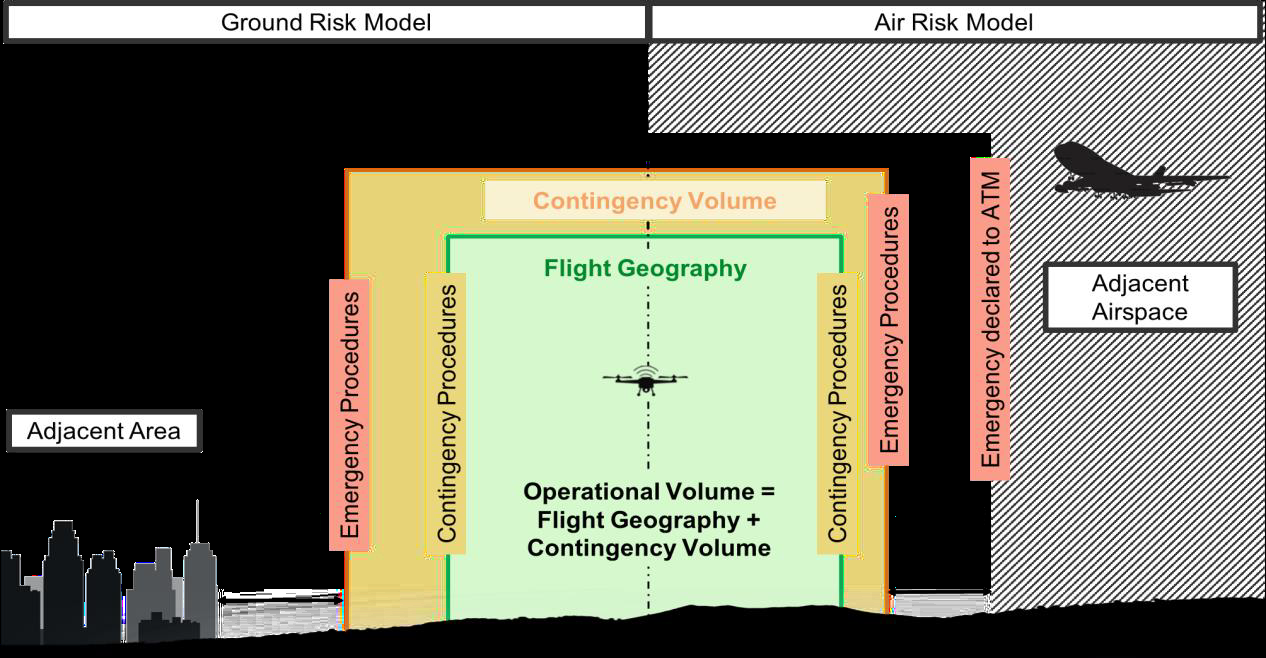 Ground Risk Model
Air Risk Model
Contingency Volume
Flight Geography
Emergency Procedures
Contingency Procedures
Contingency Procedures
Emergency Procedures
Emergency declared to ATM
Adjacent
Airspace
Adjacent Area
Operational Volume =
Flight Geography +
Contingency Volume